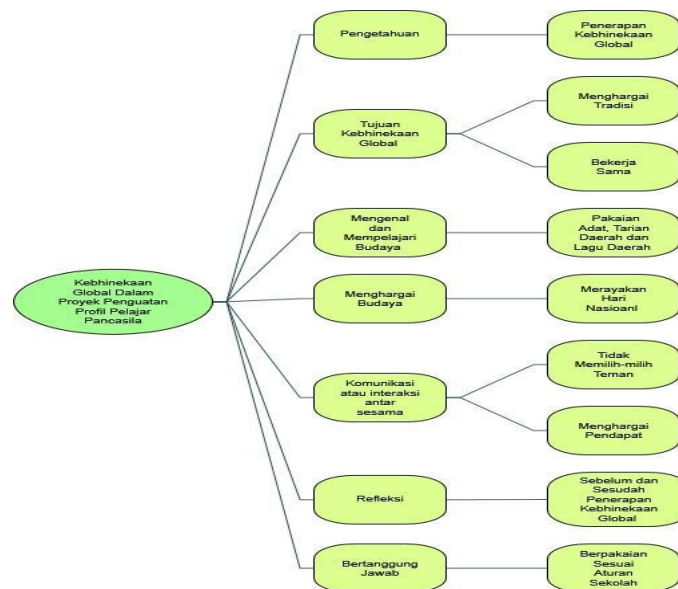 Kebhinekaan
Global Dalam
Proyek Penguatan
Profil Pelajar
Pancasila
Pengetahuan
Penerapan
Kebhinekaan
Global
Tujuan
Kebhinekaan
Global
Menghargai
Tradisi
Bekerja
Sama
Mengenal
dan
Mempelajari
Budaya
Pakaian
Adat, Tarian
Daerah dan
Lagu Daerah
Menghargai
Budaya
Merayakan
Hari
Nasioanl
Komunikasi
atau interaksi
antar
sesama
Tidak
Memilih-milih
Teman
Menghargai
Pendapat
Refleksi
Sebelum dan
Sesudah
Penerapan
Kebhinekaan
Global
Bertanggung
Jawab
Berpakaian
Sesuai
Aturan
Sekolah